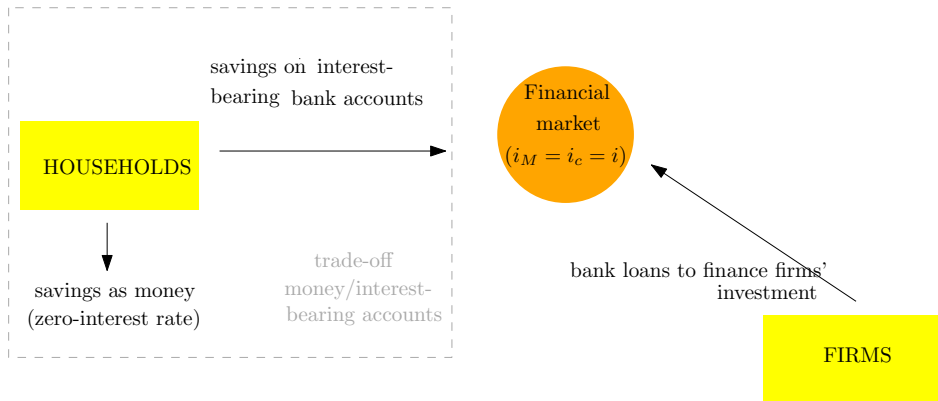 savings on interest-
bearing bank accounts
Financial
market
(i_M = i_c = i)
HOUSEHOLDS
trade-off
money/interest-
bearing accounts
savings as money
(zero-interest rate)
bank loans to finance firms'
investment
FIRMS